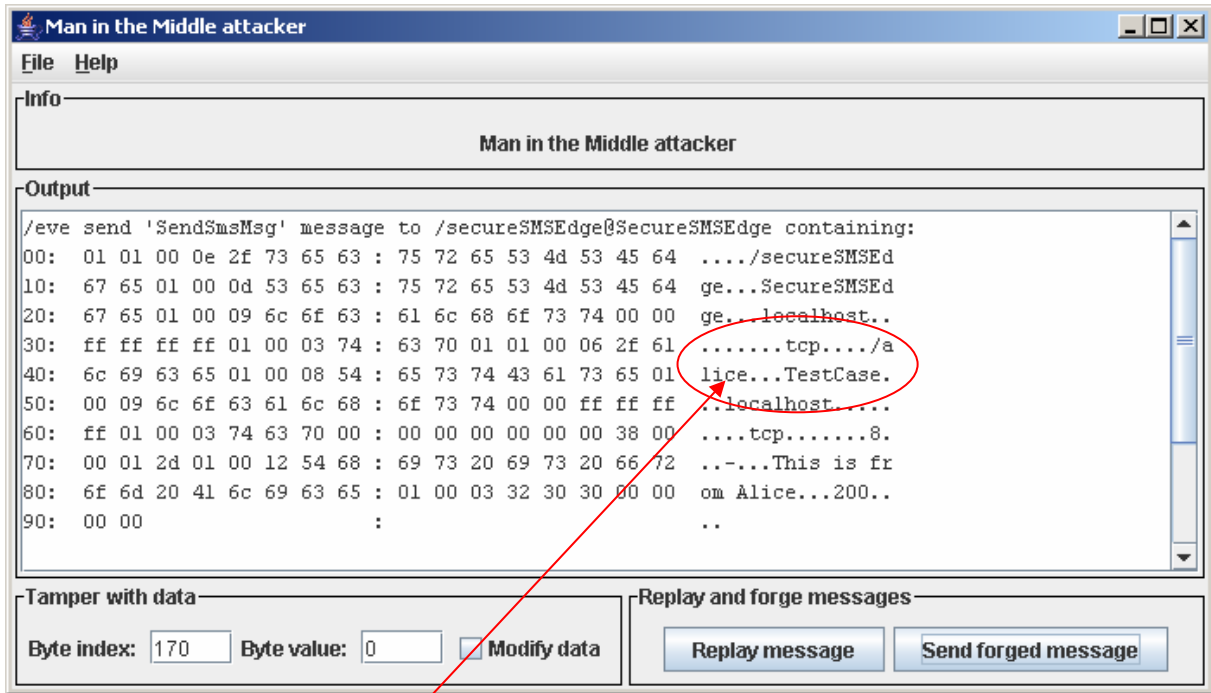 Man in the Middle attacker
File Help
Info
Man in the Middle attacker
Output
/eve send 'SendSmsMsg' message to /secureSMSEdge@SecureSMSEdge containing:
00: 01 01 00 0e 2f 73 65 63 : 75 72 65 53 4d 53 45 64 ..../secureSMSEd
10: 67 65 01 00 0d 53 65 63 : 75 72 65 53 4d 53 45 64 ge...SecureSMSEd
20: 67 65 01 00 09 6c 6f 63 : 61 6c 68 6f 73 74 00 00 ge...localhost..
30: ff ff ff ff 01 00 03 74 : 63 70 01 01 00 06 2f 61 .......tcp..../a
40: 6c 69 63 65 01 00 08 54 : 65 73 74 43 61 73 65 01 lice...TestCase.
50: 00 09 6c 6f 63 61 6c 68 : 6f 73 74 00 00 ff ff ff ..localhost.....
60: ff 01 00 03 74 63 70 00 : 00 00 00 00 00 00 38 00 ....tcp.......8.
70: 00 01 2d 01 00 12 54 68 : 69 73 20 69 73 20 66 72 ..-...This is fr
80: 6f 6d 20 41 6c 69 63 65 : 01 00 03 32 30 30 00 00 om Alice...200..
90: 00 00 : ..
Tamper with data
Byte index: 170 Byte value: 0 Modify data
Replay and forge messages
Replay message Send forged message